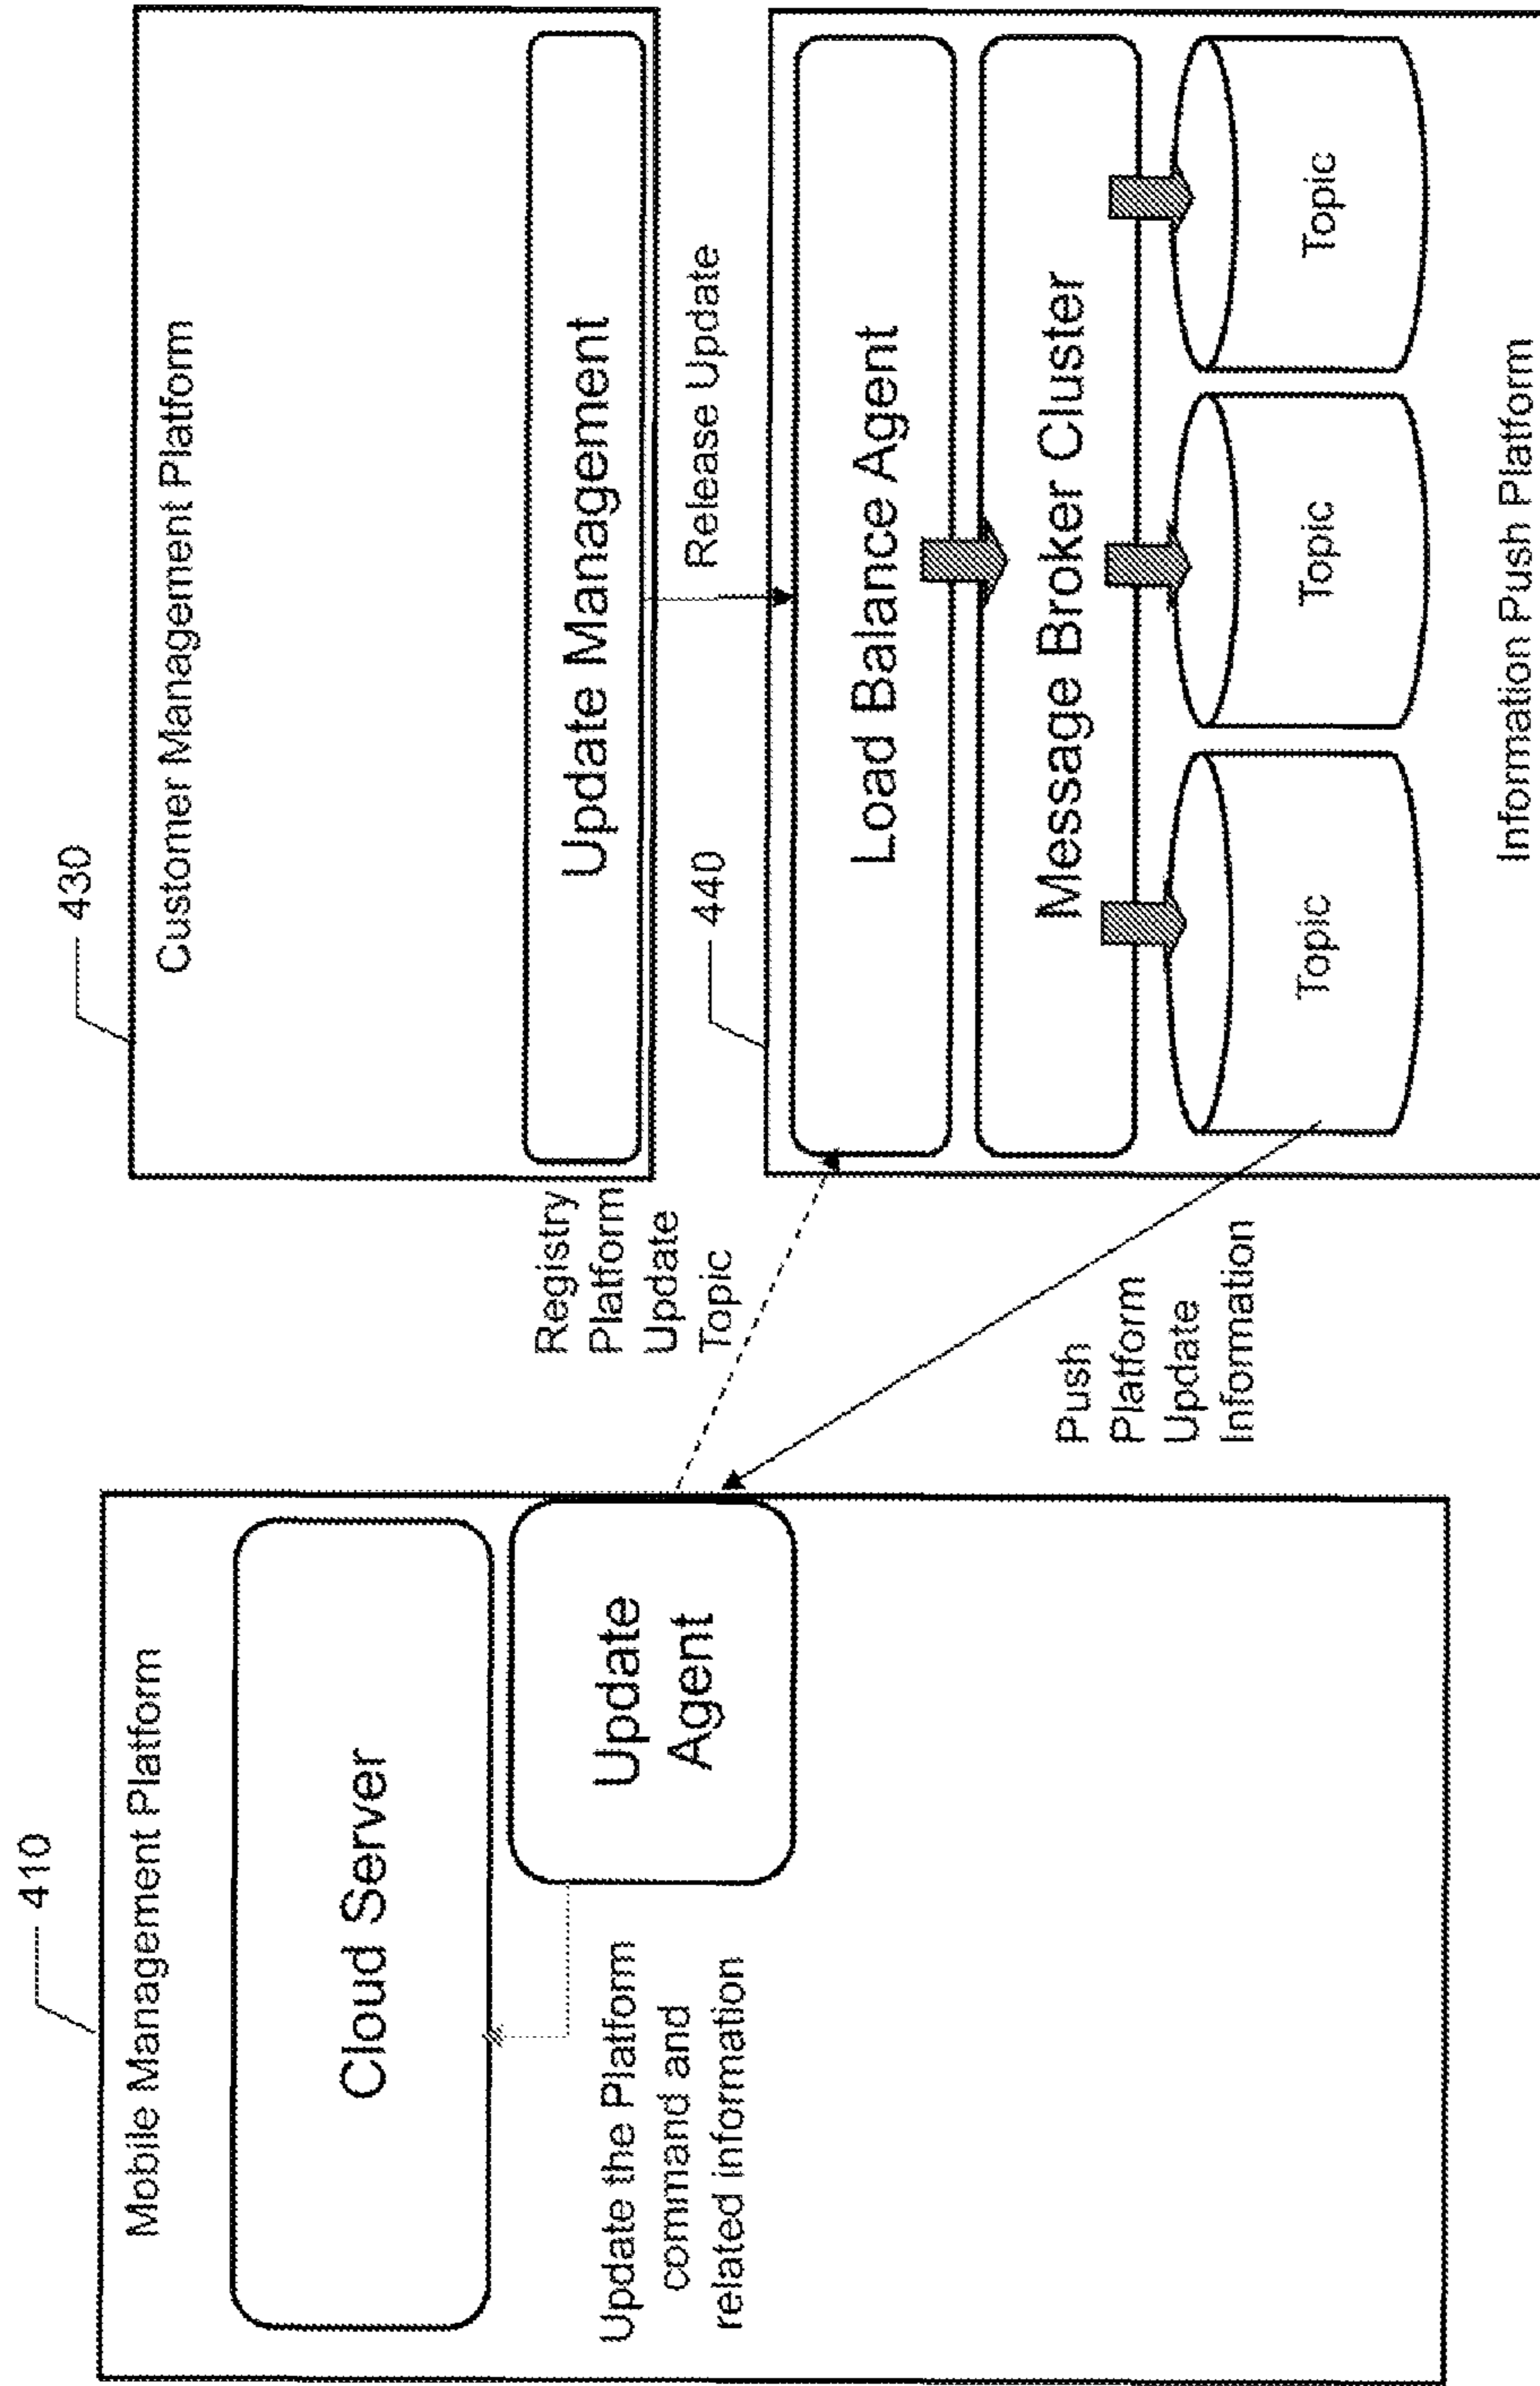 410
Mobile Management Platform
Cloud Server
Update
Agent
Update the Platform
command and
related information
430
Customer Management Platform
Update Management
Registry
Platform
Update
Topic
Release Update
440
Load Balance Agent
Message Broker Cluster
Topic
Topic
Topic
Information Push Platform
Push
Platform
Update
Information